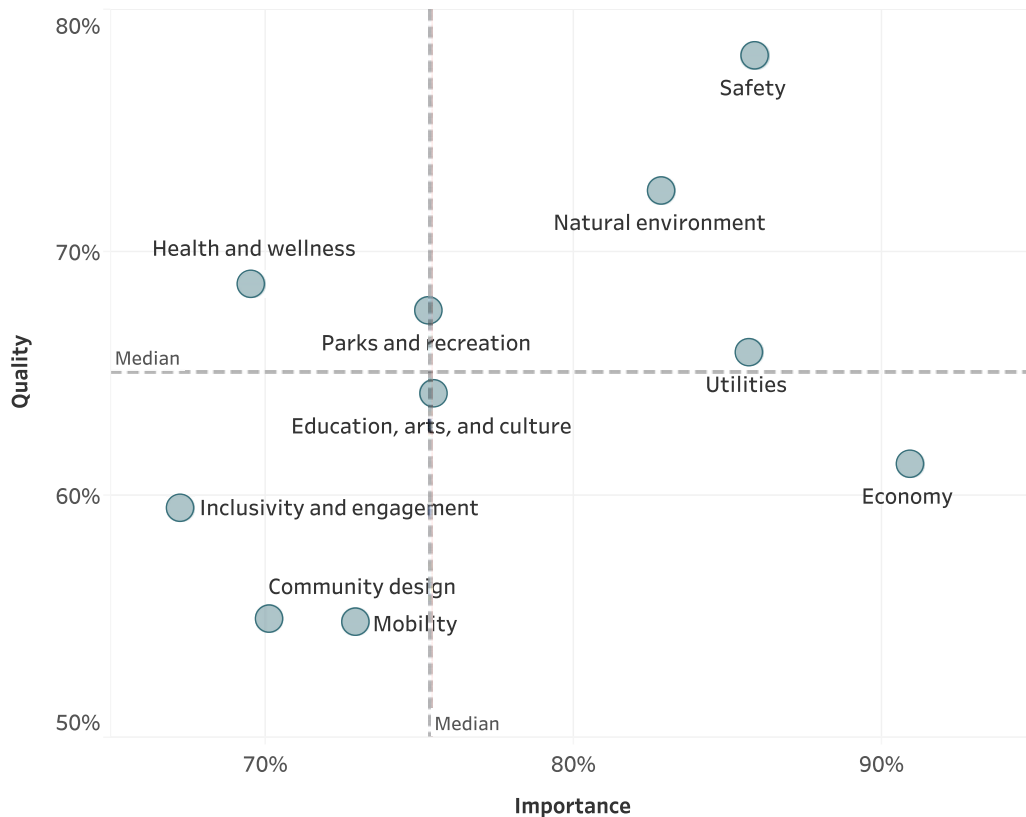 80%
Safety
Natural environment
Health and wellness
70%
Parks and recreation
Median
Utilities
Quality
Education, arts, and culture
60%
Economy
Inclusivity and engagement
Community design
Mobility
50%
Median
70%
80%
90%
Importance